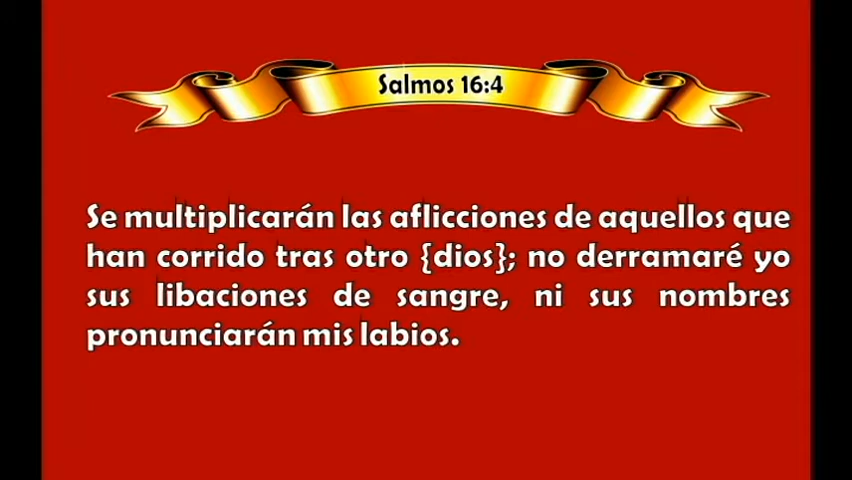 Salmos 16:4
Se multiplicarán las aflicciones de aquellos que
han corrido tras otro {dios}; no derramaré yo
sus libaciones de sangre, ni sus nombres
pronunciarán mis labios.